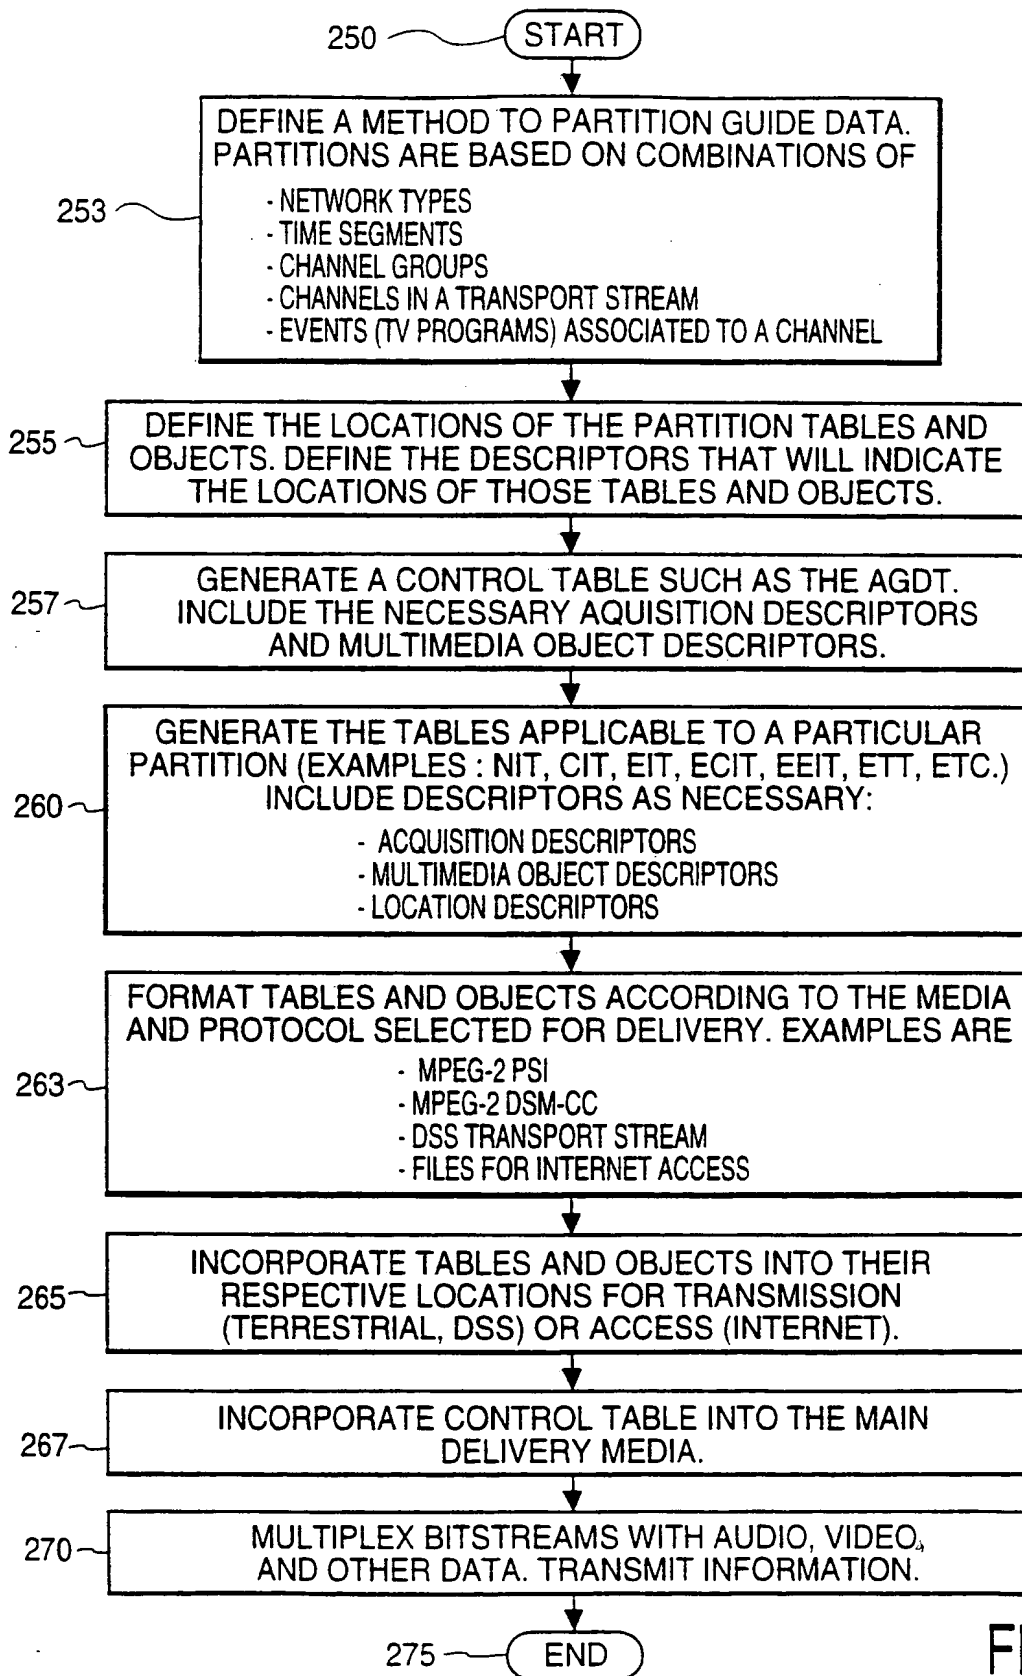 250 START
DEFINE A METHOD TO PARTITION GUIDE DATA.
PARTITIONS ARE BASED ON COMBINATIONS OF
253
- NETWORK TYPES
- TIME SEGMENTS
- CHANNEL GROUPS
- CHANNELS IN A TRANSPORT STREAM
- EVENTS (TV PROGRAMS) ASSOCIATED TO A CHANNEL
255
DEFINE THE LOCATIONS OF THE PARTITION TABLES AND
OBJECTS. DEFINE THE DESCRIPTORS THAT WILL INDICATE
THE LOCATIONS OF THOSE TABLES AND OBJECTS.
257
GENERATE A CONTROL TABLE SUCH AS THE AGDT.
INCLUDE THE NECESSARY AQUISITION DESCRIPTORS
AND MULTIMEDIA OBJECT DESCRIPTORS.
260
GENERATE THE TABLES APPLICABLE TO A PARTICULAR
PARTITION (EXAMPLES : NIT, CIT, EIT, ECIT, EEIT, ETT, ETC.)
INCLUDE DESCRIPTORS AS NECESSARY:
- ACQUISITION DESCRIPTORS
- MULTIMEDIA OBJECT DESCRIPTORS
- LOCATION DESCRIPTORS
263
FORMAT TABLES AND OBJECTS ACCORDING TO THE MEDIA
AND PROTOCOL SELECTED FOR DELIVERY. EXAMPLES ARE
- MPEG-2 PSI
- MPEG-2 DSM-CC
- DSS TRANSPORT STREAM
- FILES FOR INTERNET ACCESS
265
INCORPORATE TABLES AND OBJECTS INTO THEIR
RESPECTIVE LOCATIONS FOR TRANSMISSION
(TERRESTRIAL, DSS) OR ACCESS (INTERNET).
267
INCORPORATE CONTROL TABLE INTO THE MAIN
DELIVERY MEDIA.
270
MULTIPLEX BITSTREAMS WITH AUDIO, VIDEO,
AND OTHER DATA. TRANSMIT INFORMATION.
275 END